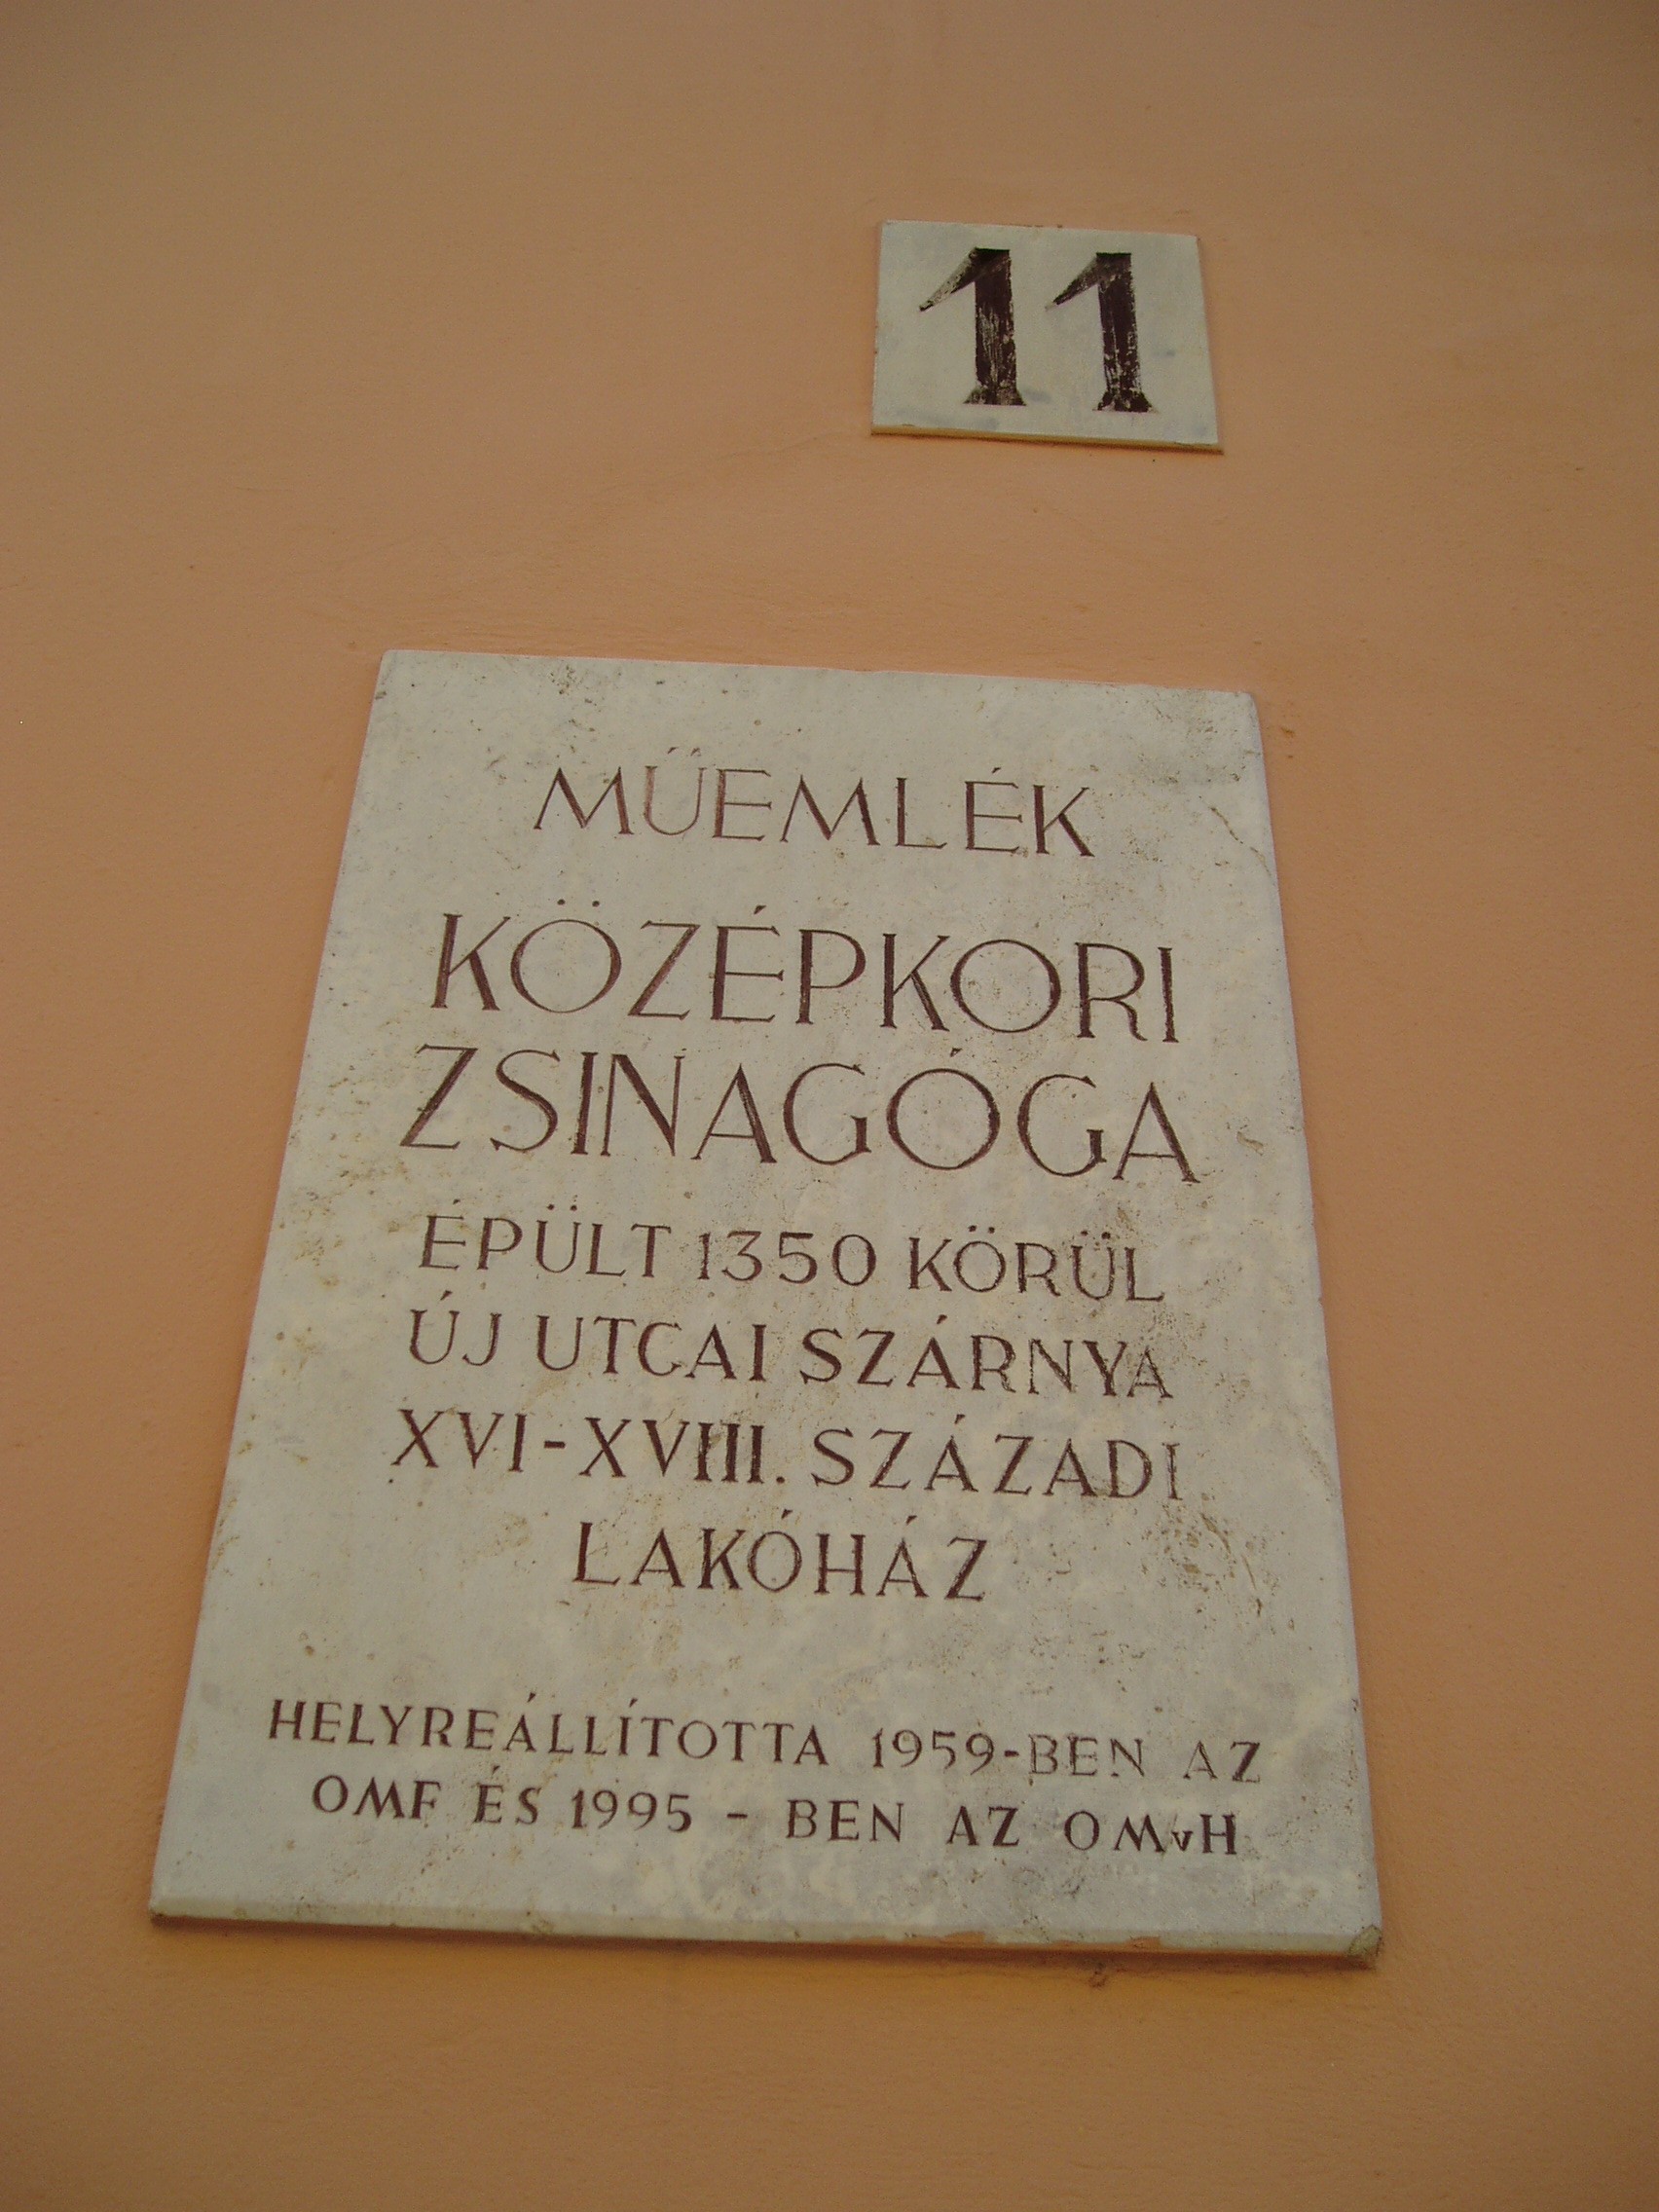 11
MŰEMLÉK
KÖZÉPKORI
ZSINAGÓGA
ÉPÜLT 1350 KÖRÜL
ÚJ UTCAI SZÁRNYA
XVI-XVIII. SZÁZADI
LAKÓHÁZ
HELYREÁLLÍTOTTA 1959-BEN AZ
OMF ÉS 1995 - BEN AZ OMvH